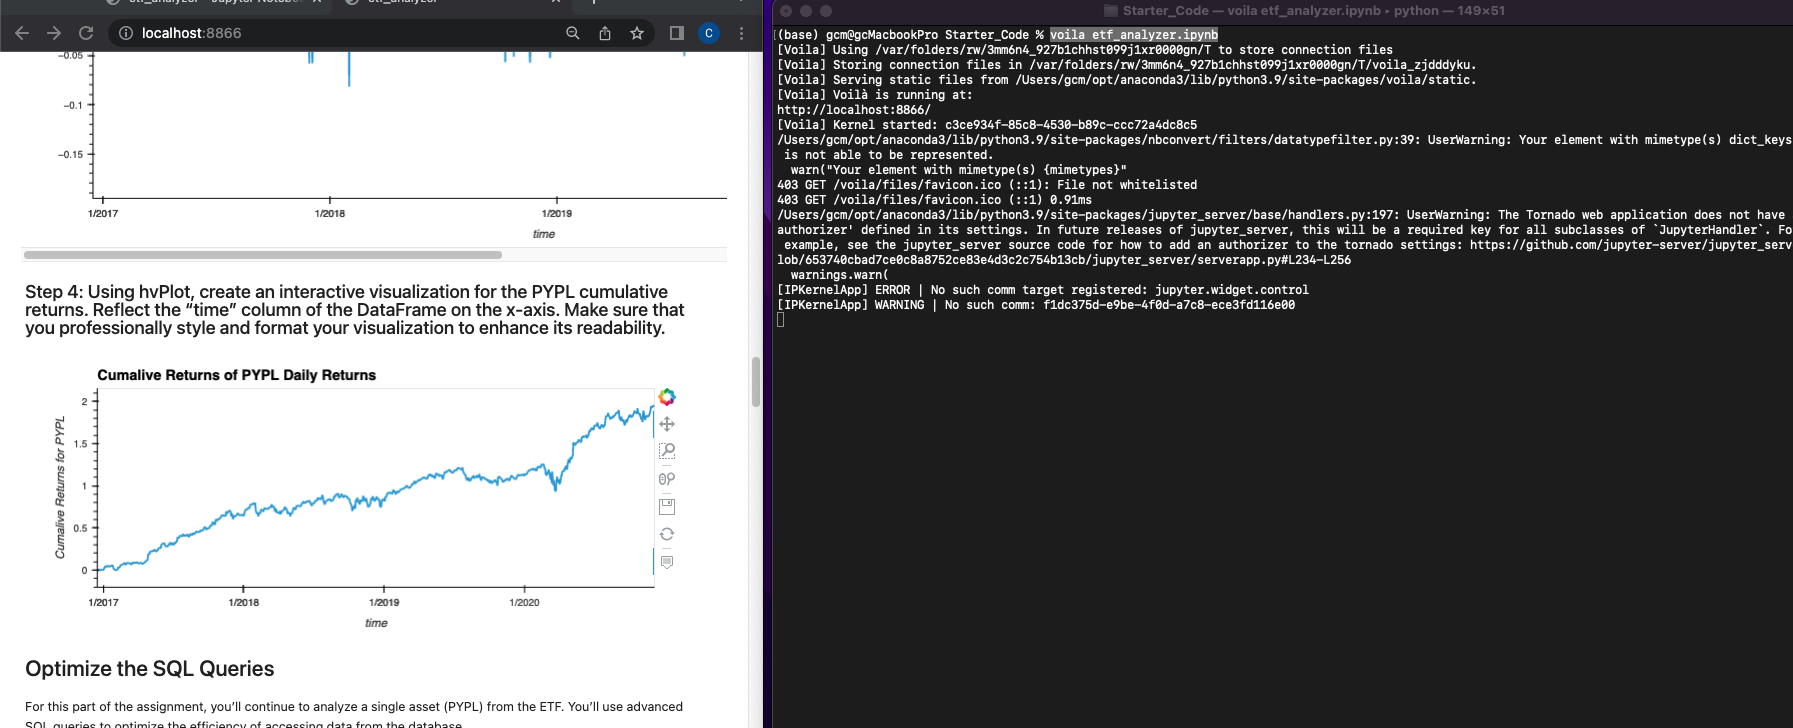 localhost:8866
C
-0.05
-0.1
-0.15
1/2017
1/2018
1/2019
time
Step 4: Using hvPlot, create an interactive visualization for the PYPL cumulative
returns. Reflect the “time” column of the DataFrame on the x-axis. Make sure that
you professionally style and format your visualization to enhance its readability.
Cumalive Returns of PYPL Daily Returns
Cumalive Returns for PYPL
2
1.5
1
0.5
0
1/2017
1/2018
1/2019
1/2020
time
Optimize the SQL Queries
For this part of the assignment, you’ll continue to analyze a single asset (PYPL) from the ETF. You’ll use advanced
SQL queries to optimize the efficiency of accessing data from the database.
Starter_Code — voila etf_analyzer.ipynb • python — 149×51
(base) gcm@gcMacbookPro Starter_Code % voila etf_analyzer.ipynb
[Voila] Using /var/folders/rw/3mm6n4_927b1chhst099j1xr0000gn/T to store connection files
[Voila] Storing connection files in /var/folders/rw/3mm6n4_927b1chhst099j1xr0000gn/T/voila_zjdddyku.
[Voila] Serving static files from /Users/gcm/opt/anaconda3/lib/python3.9/site-packages/voila/static.
[Voila] Voilà is running at:
http://localhost:8866/
[Voila] Kernel started: c3ce934f-85c8-4530-b89c-ccc72a4dc8c5
/Users/gcm/opt/anaconda3/lib/python3.9/site-packages/nbconvert/filters/datatypefilter.py:39: UserWarning: Your element with mimetype(s) dict_keys
is not able to be represented.
warn("Your element with mimetype(s) {mimetypes}"
403 GET /voila/files/favicon.ico (::1): File not whitelisted
403 GET /voila/files/favicon.ico (::1) 0.91ms
/Users/gcm/opt/anaconda3/lib/python3.9/site-packages/jupyter_server/base/handlers.py:197: UserWarning: The Tornado web application does not have
authorizer' defined in its settings. In future releases of jupyter_server, this will be a required key for all subclasses of `JupyterHandler`. Fo
example, see the jupyter_server source code for how to add an authorizer to the tornado settings: https://github.com/jupyter-server/jupyter_serv
lob/653740cbad7ce0c8a8752ce83e4d3c2c754b13cb/jupyter_server/serverapp.py#L234-L256
warnings.warn(
[IPKernelApp] ERROR | No such comm target registered: jupyter.widget.control
[IPKernelApp] WARNING | No such comm: f1dc375d-e9be-4f0d-a7c8-ece3fd116e00